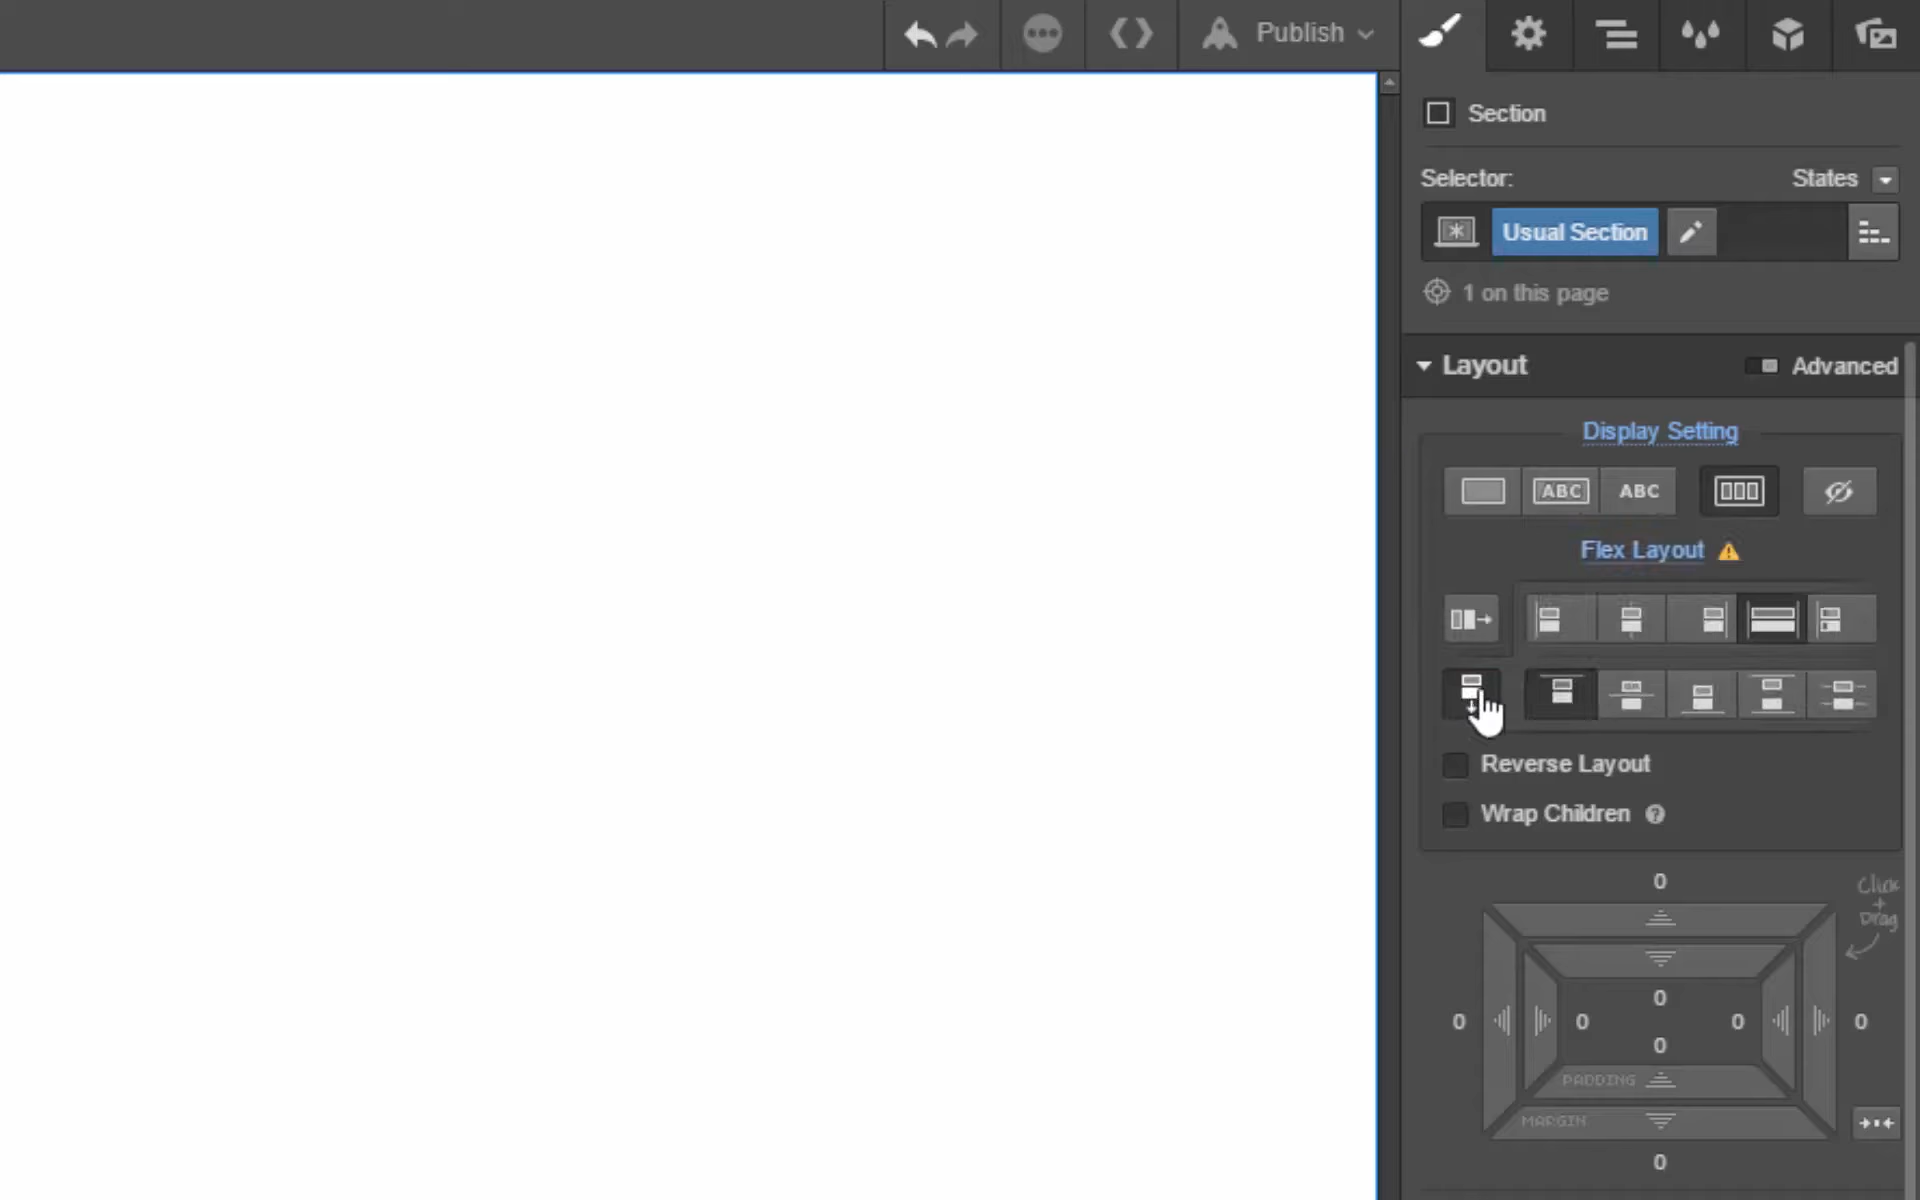 Publish
Section
Selector:
States
Usual Section
1 on this page
Layout
Advanced
Display Setting
ABC
ABC
Flex Layout
Reverse Layout
Wrap Children
0
Click
+
Drag
0
0
0
0
0
0
PADDING
MARGIN
0